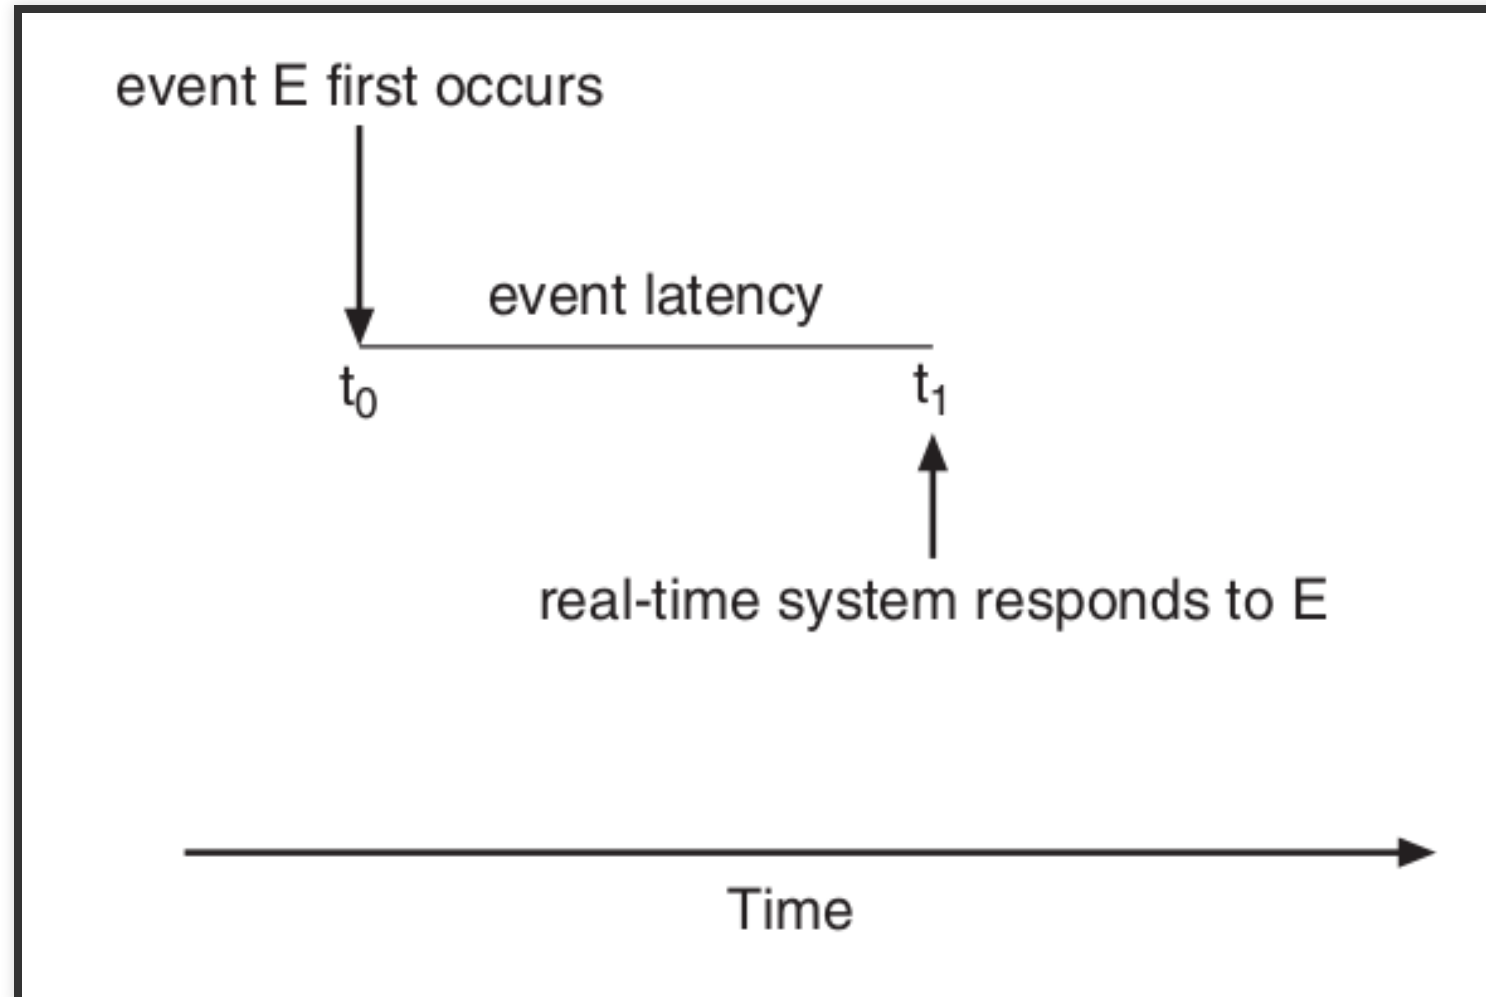 event E first occurs
event latency
t₀
t₁
real-time system responds to E
Time